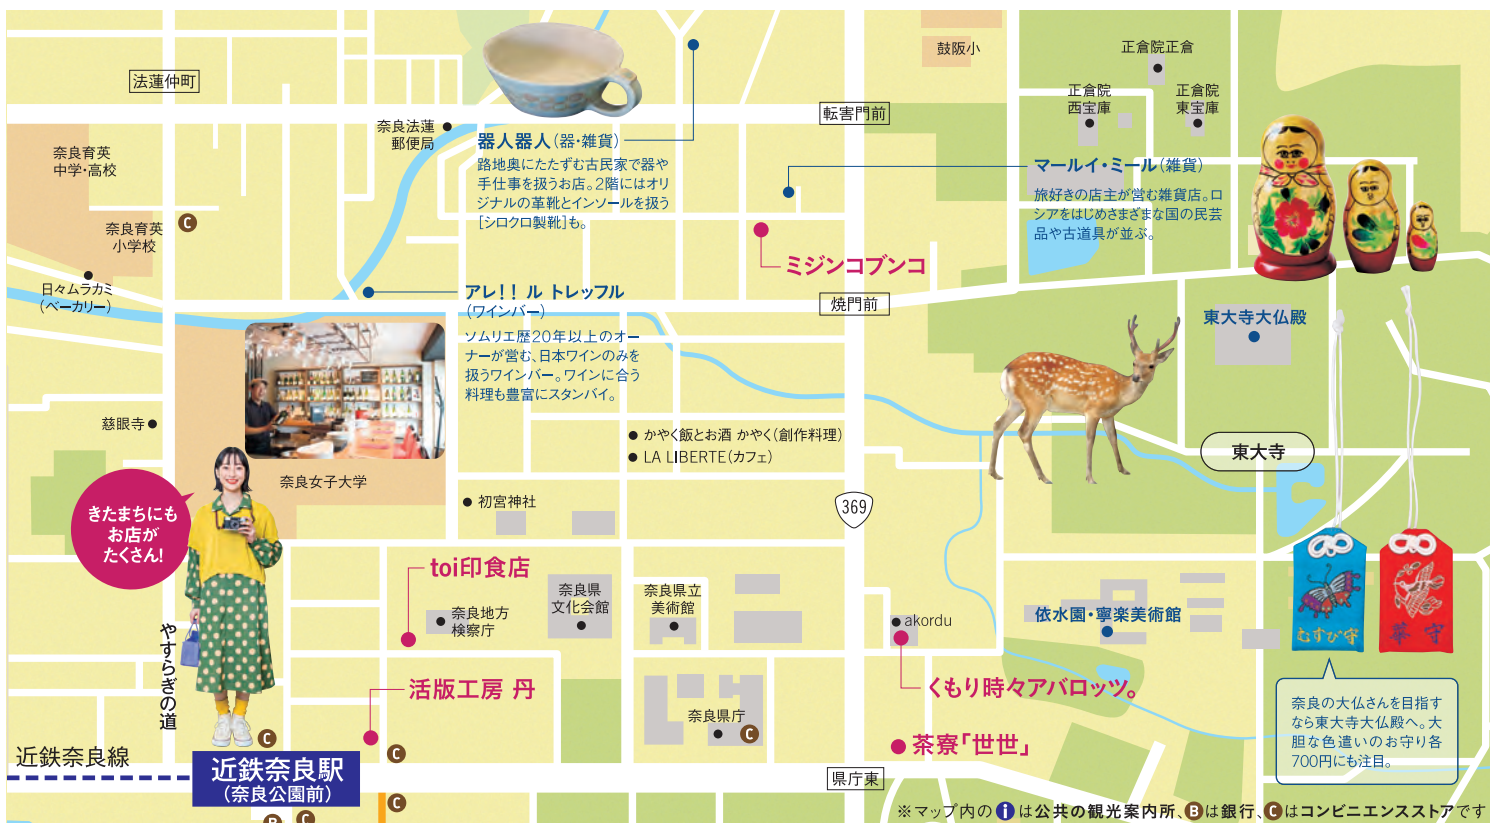 法蓮仲町
奈良育英
中学・高校
奈良育英
小学校
C
日々ムラカミ
（ベーカリー）
奈良法蓮
郵便局
器人器人（器・雑貨）
路地奥にたたずむ古民家で器や
手仕事を扱うお店。2階にはオリ
ジナルの革靴とインソールを扱う
［シロクロ製靴］も。
転害門前
鼓阪小
正倉院正倉
正倉院
西宝庫
正倉院
東宝庫
マールイ・ミール（雑貨）
旅好きの店主が営む雑貨店。ロ
シアをはじめさまざまな国の民芸
品や古道具が並ぶ。
ミジンコブンコ
焼門前
アレ!! ル トレッフル
（ワインバー）
ソムリエ歴20年以上のオー
ナーが営む、日本ワインのみを
扱うワインバー。ワインに合う
料理も豊富にスタンバイ。
東大寺大仏殿
慈眼寺
かやく飯とお酒 かやく（創作料理）
LA LIBERTE（カフェ）
東大寺
奈良女子大学
初宮神社
369
きたまちにも
お店が
たくさん!
toi印食店
奈良地方
検察庁
奈良県
文化会館
奈良県立
美術館
akordu
依水園・寧楽美術館
むすび守
華守
やすらぎの道
活版工房 丹
くもり時々アバロッツ。
奈良県庁
C
茶寮「世世」
奈良の大仏さんを目指す
なら東大寺大仏殿へ。大
胆な色遣いのお守り各
700円にも注目。
C
C
近鉄奈良線
近鉄奈良駅
（奈良公園前）
県庁東
C
B
C
※マップ内のiは公共の観光案内所、Bは銀行、Cはコンビニエンスストアです